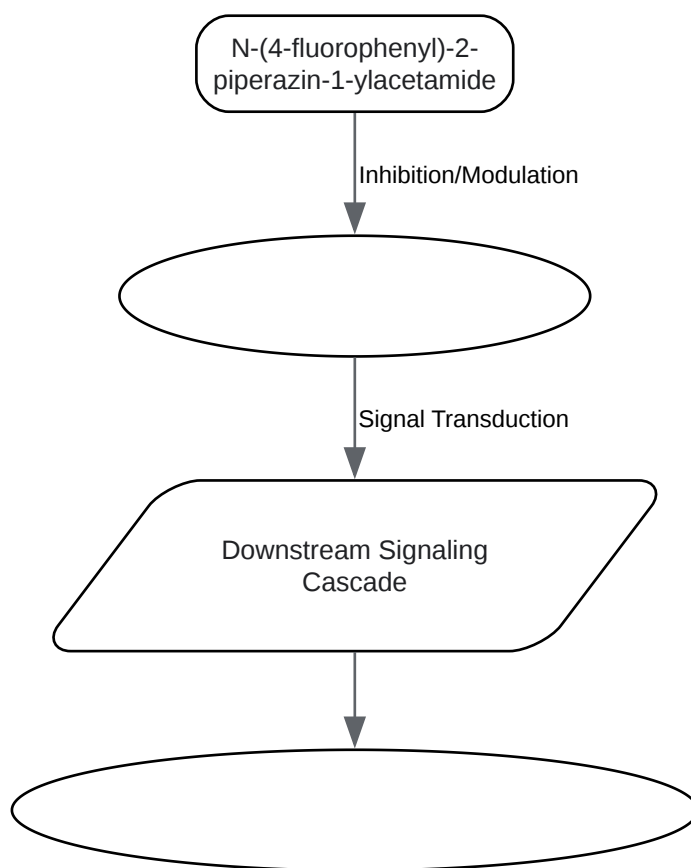 N-(4-fluorophenyl)-2-
piperazin-1-ylacetamide
Inhibition/Modulation
Signal Transduction
Downstream Signaling
Cascade